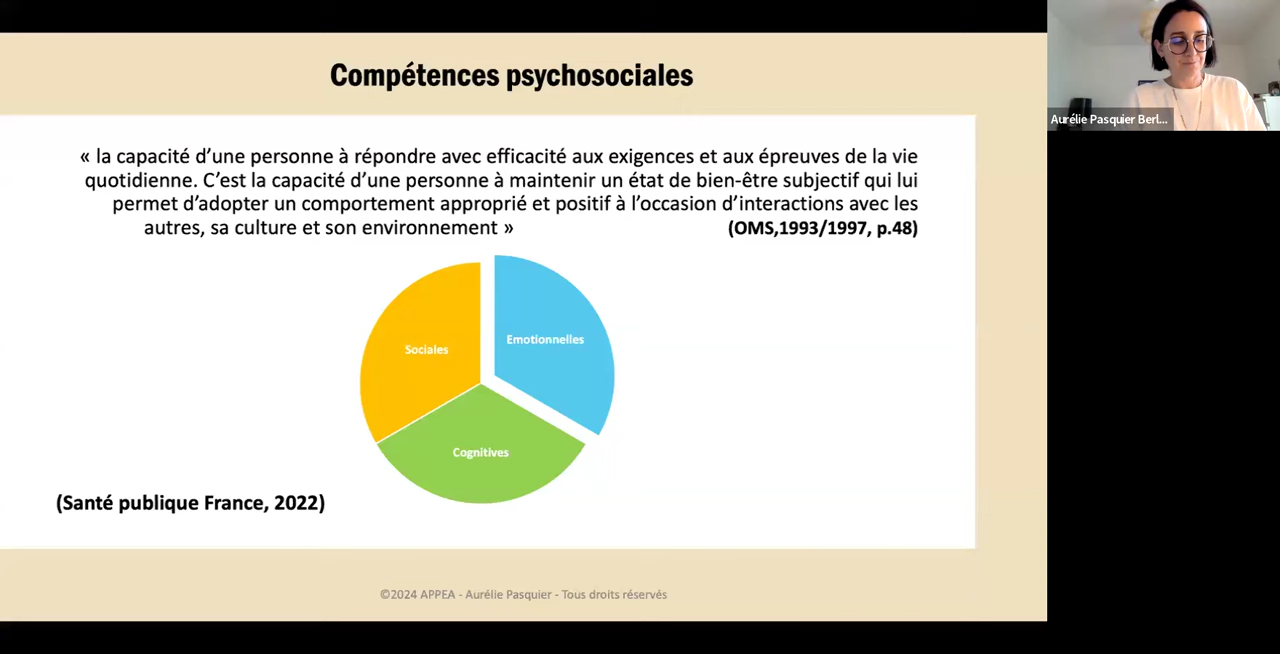 Compétences psychosociales
« la capacité d’une personne à répondre avec efficacité aux exigences et aux épreuves de la vie
quotidienne. C’est la capacité d’une personne à maintenir un état de bien-être subjectif qui lui
permet d’adopter un comportement approprié et positif à l’occasion d’interactions avec les
autres, sa culture et son environnement » (OMS,1993/1997, p.48)
Emotionnelles
Sociales
Cognitives
(Santé publique France, 2022)
©2024 APPEA - Aurélie Pasquier - Tous droits réservés
Aurélie Pasquier Berl...